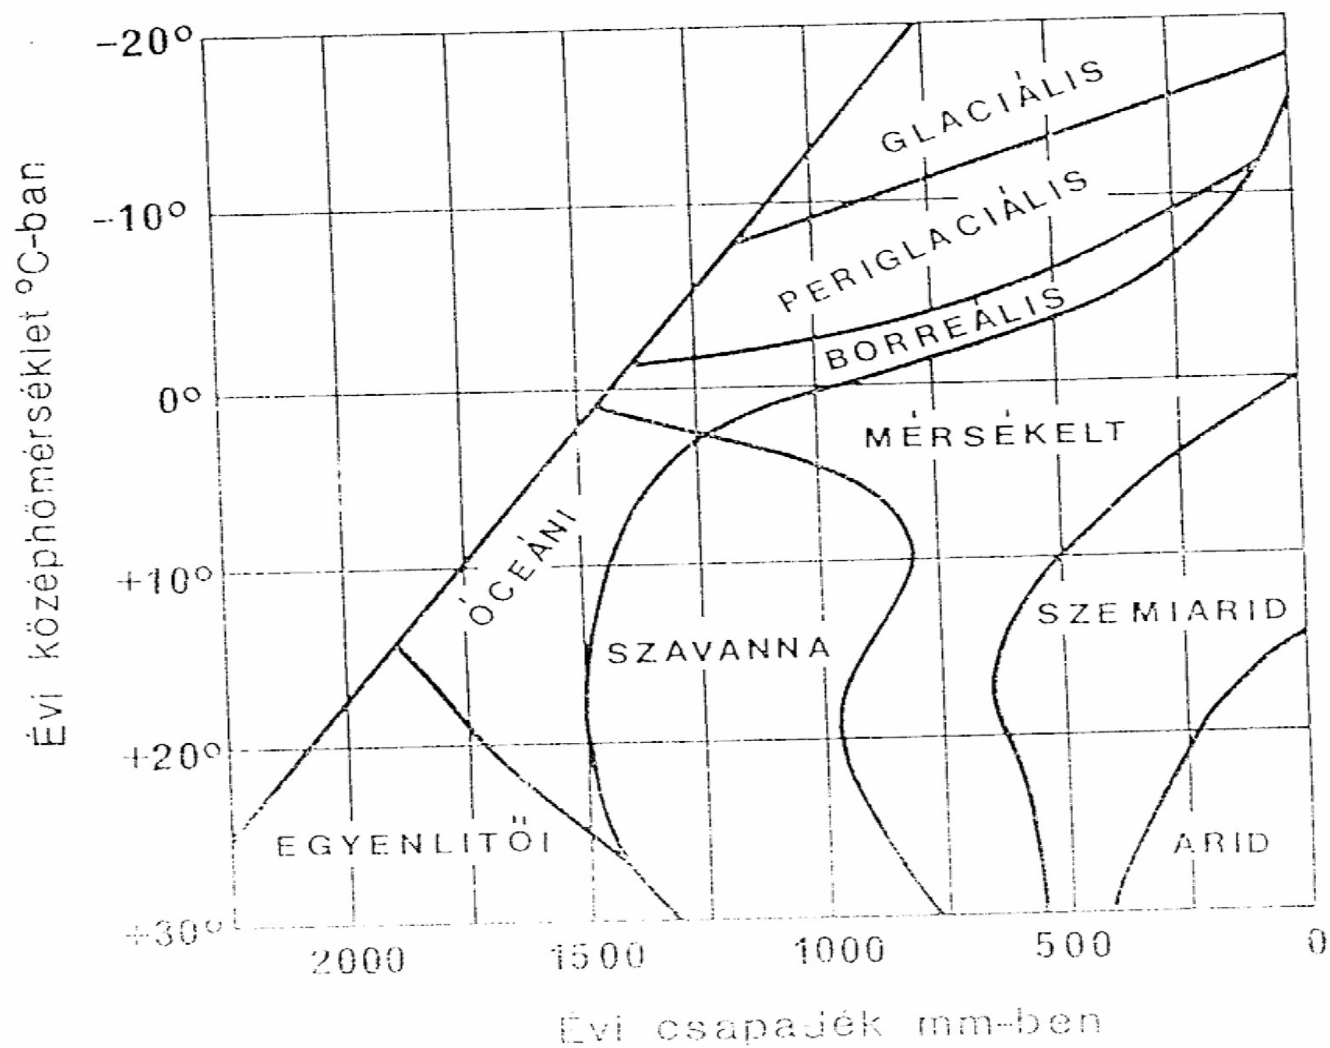 -20°
-10°
0°
+10°
+20°
+30°
Évi középhőmérséklet °C-ban
GLACIÁLIS
PERIGLACIÁLIS
BORREÁLIS
MÉRSÉKELT
ÓCEÁNI
SZAVANNA
SZEMIARID
EGYENLITŐI
ARID
2000 1500 1000 500 0
Évi csapadék mm-ben